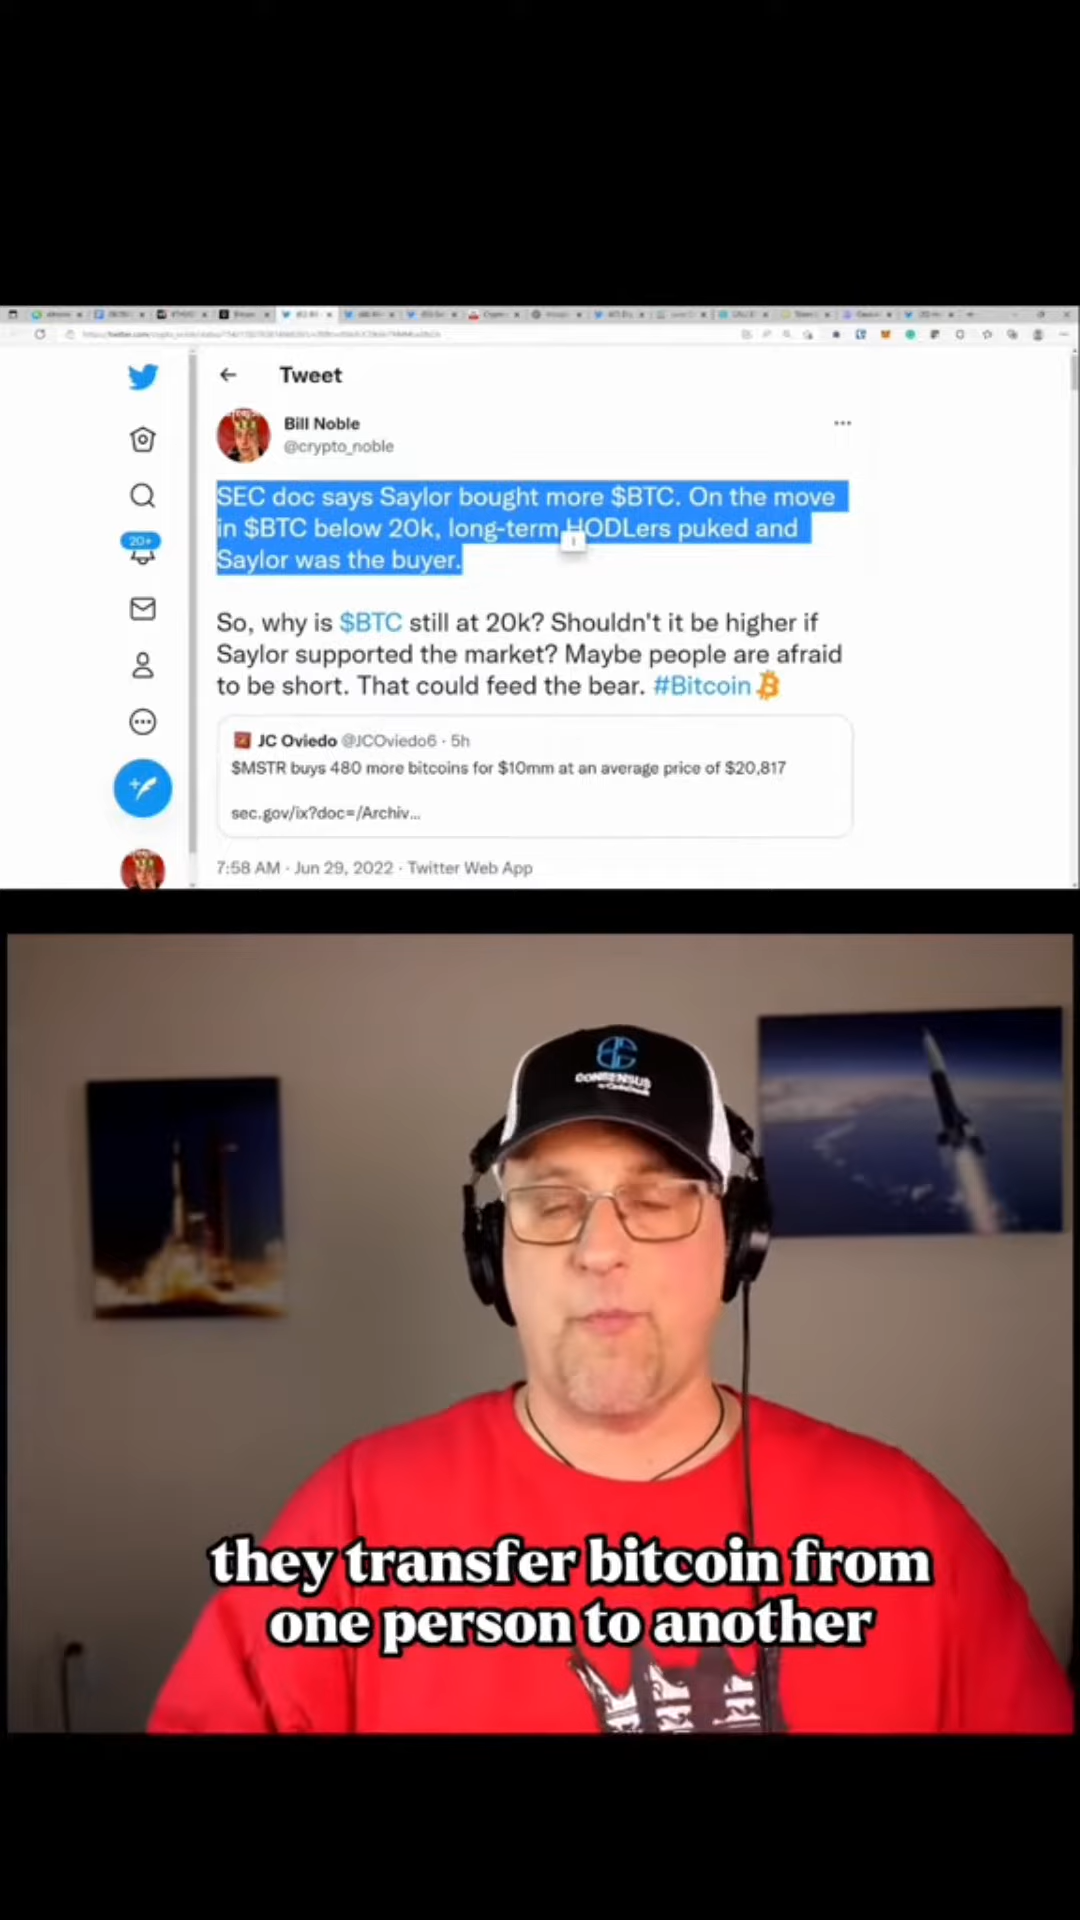 Tweet
Bill Noble
@crypto_noble
SEC doc says Saylor bought more $BTC. On the move
in $BTC below 20k, long-term HODLers puked and
Saylor was the buyer.
20+
So, why is $BTC still at 20k? Shouldn't it be higher if
Saylor supported the market? Maybe people are afraid
to be short. That could feed the bear. #Bitcoin
JC Oviedo @JCOviedo6 · 5h
$MSTR buys 480 more bitcoins for $10mm at an average price of $20,817
sec.gov/ix?doc=/Archiv...
7:58 AM · Jun 29, 2022 · Twitter Web App
CONSENSUS
they transfer bitcoin from
one person to another